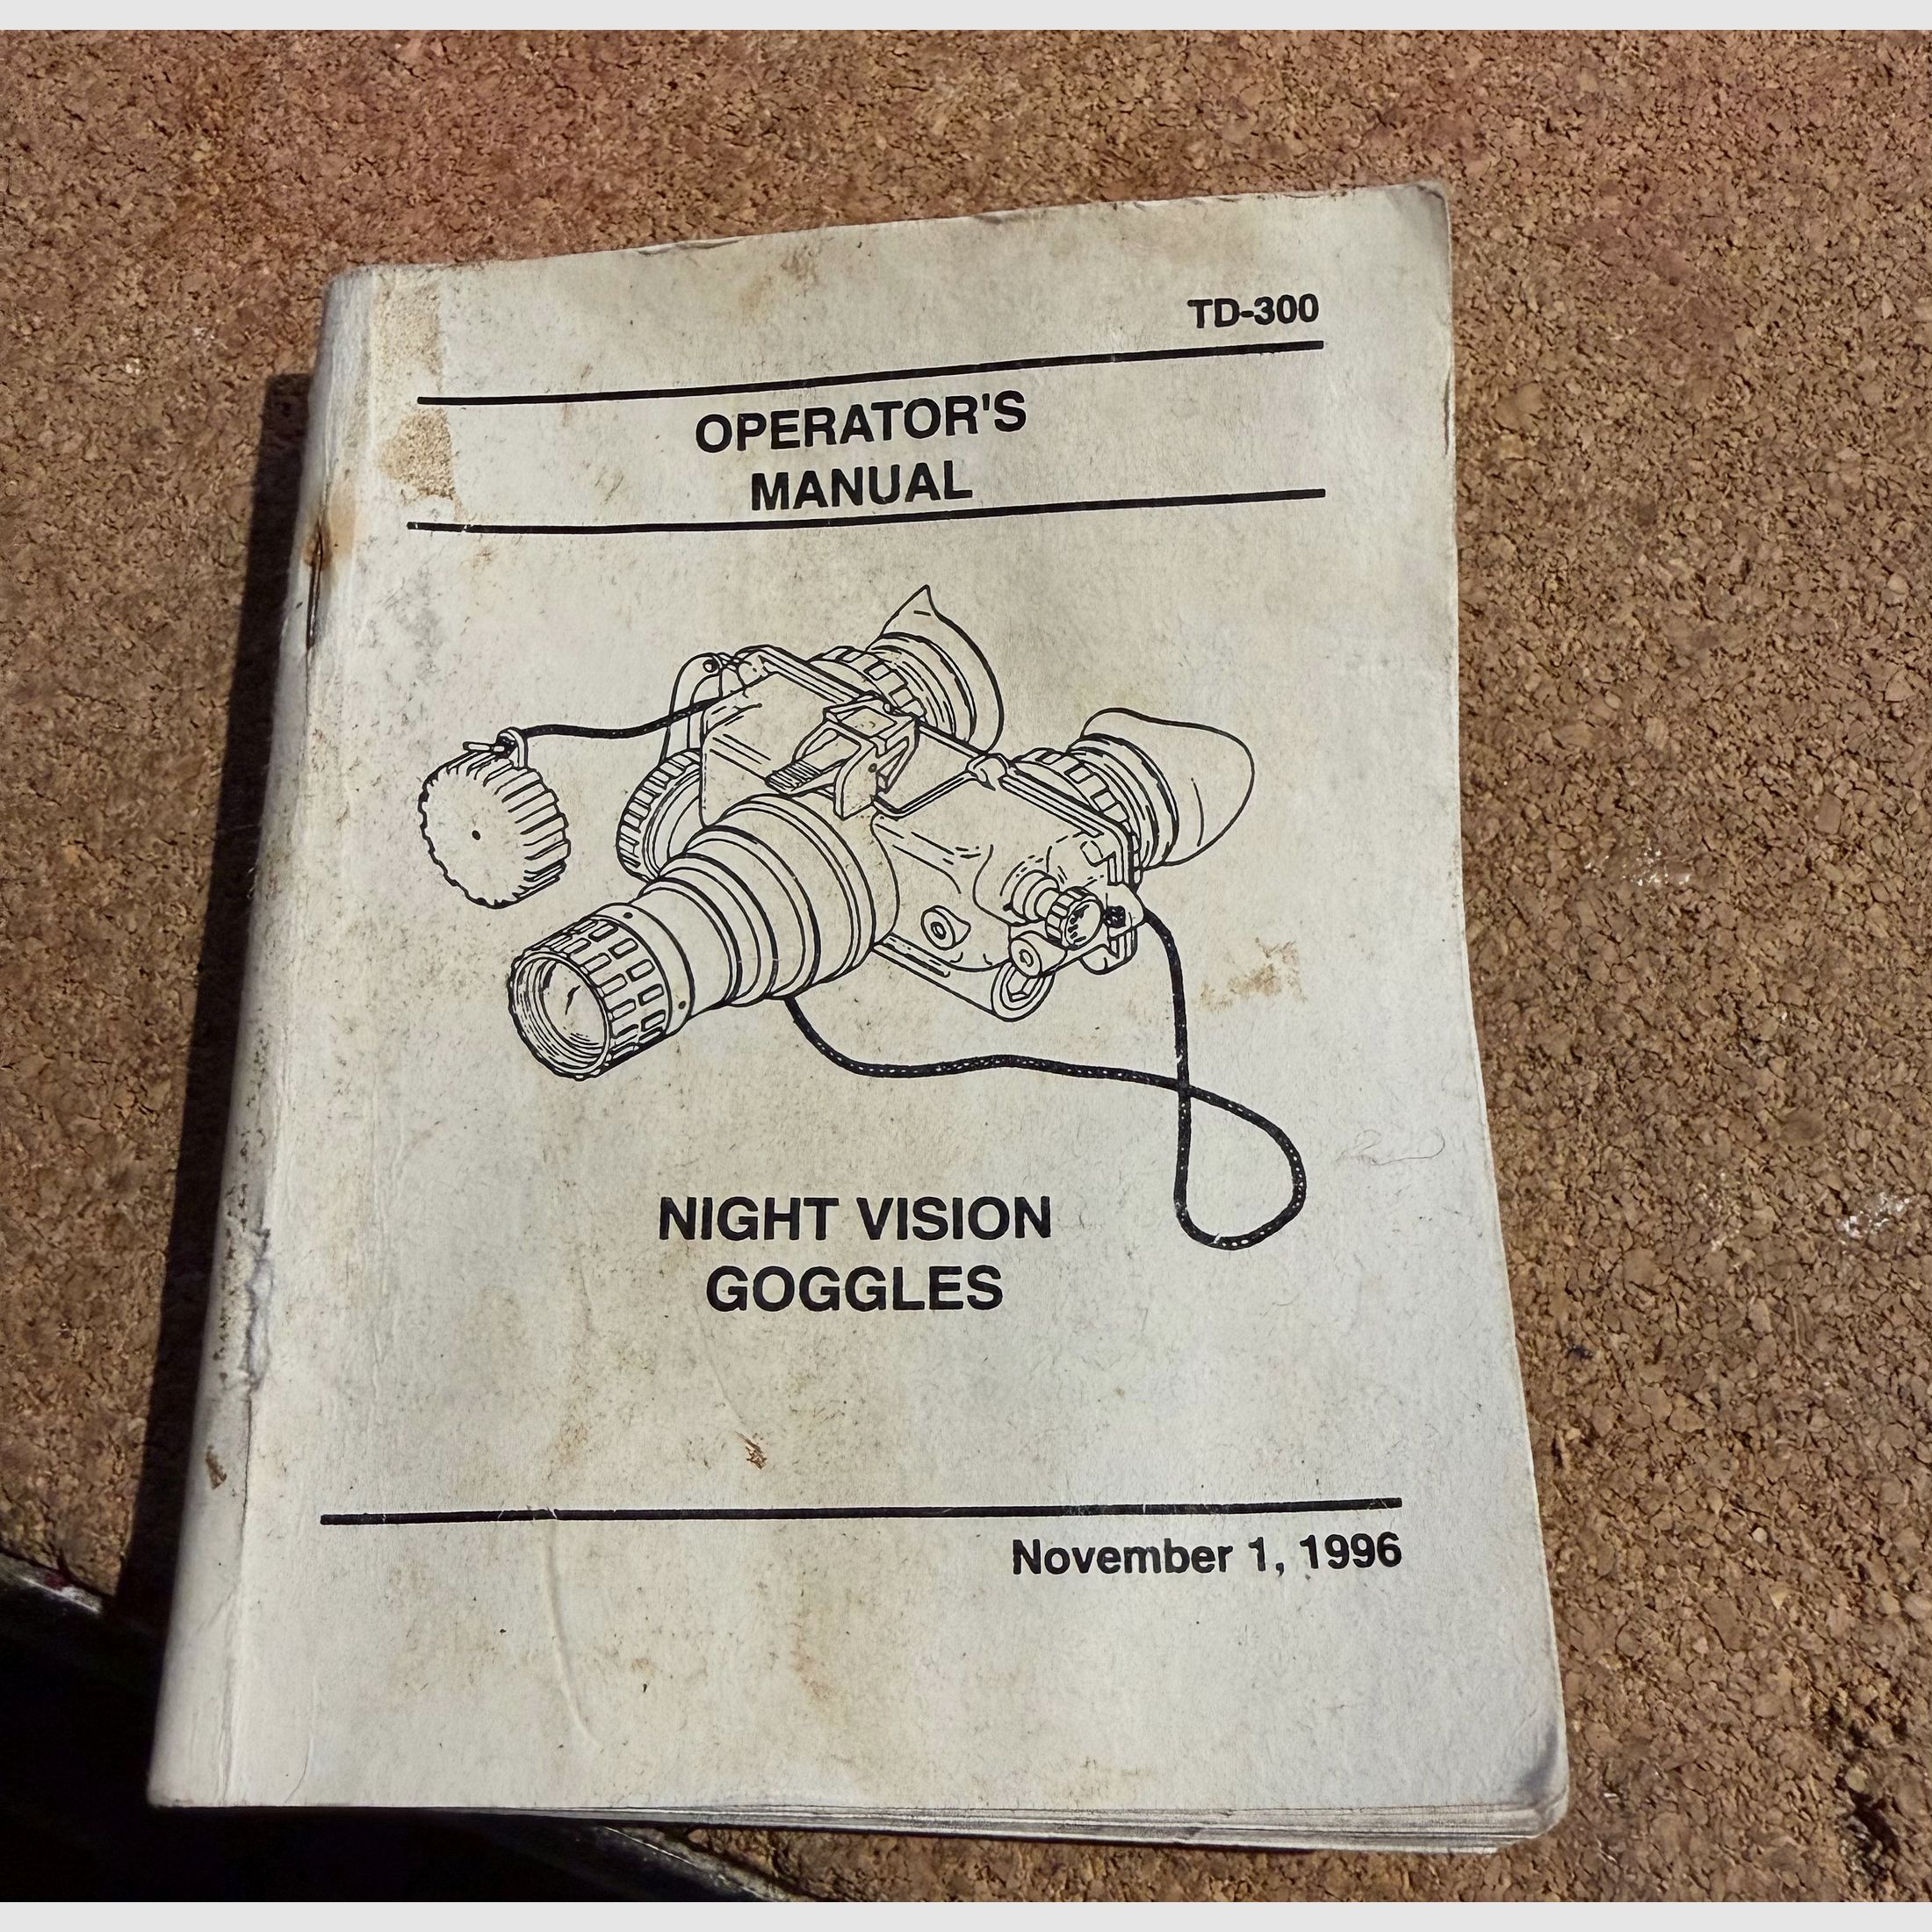 TD-300
OPERATOR'S
MANUAL
NIGHT VISION
GOGGLES
November 1, 1996